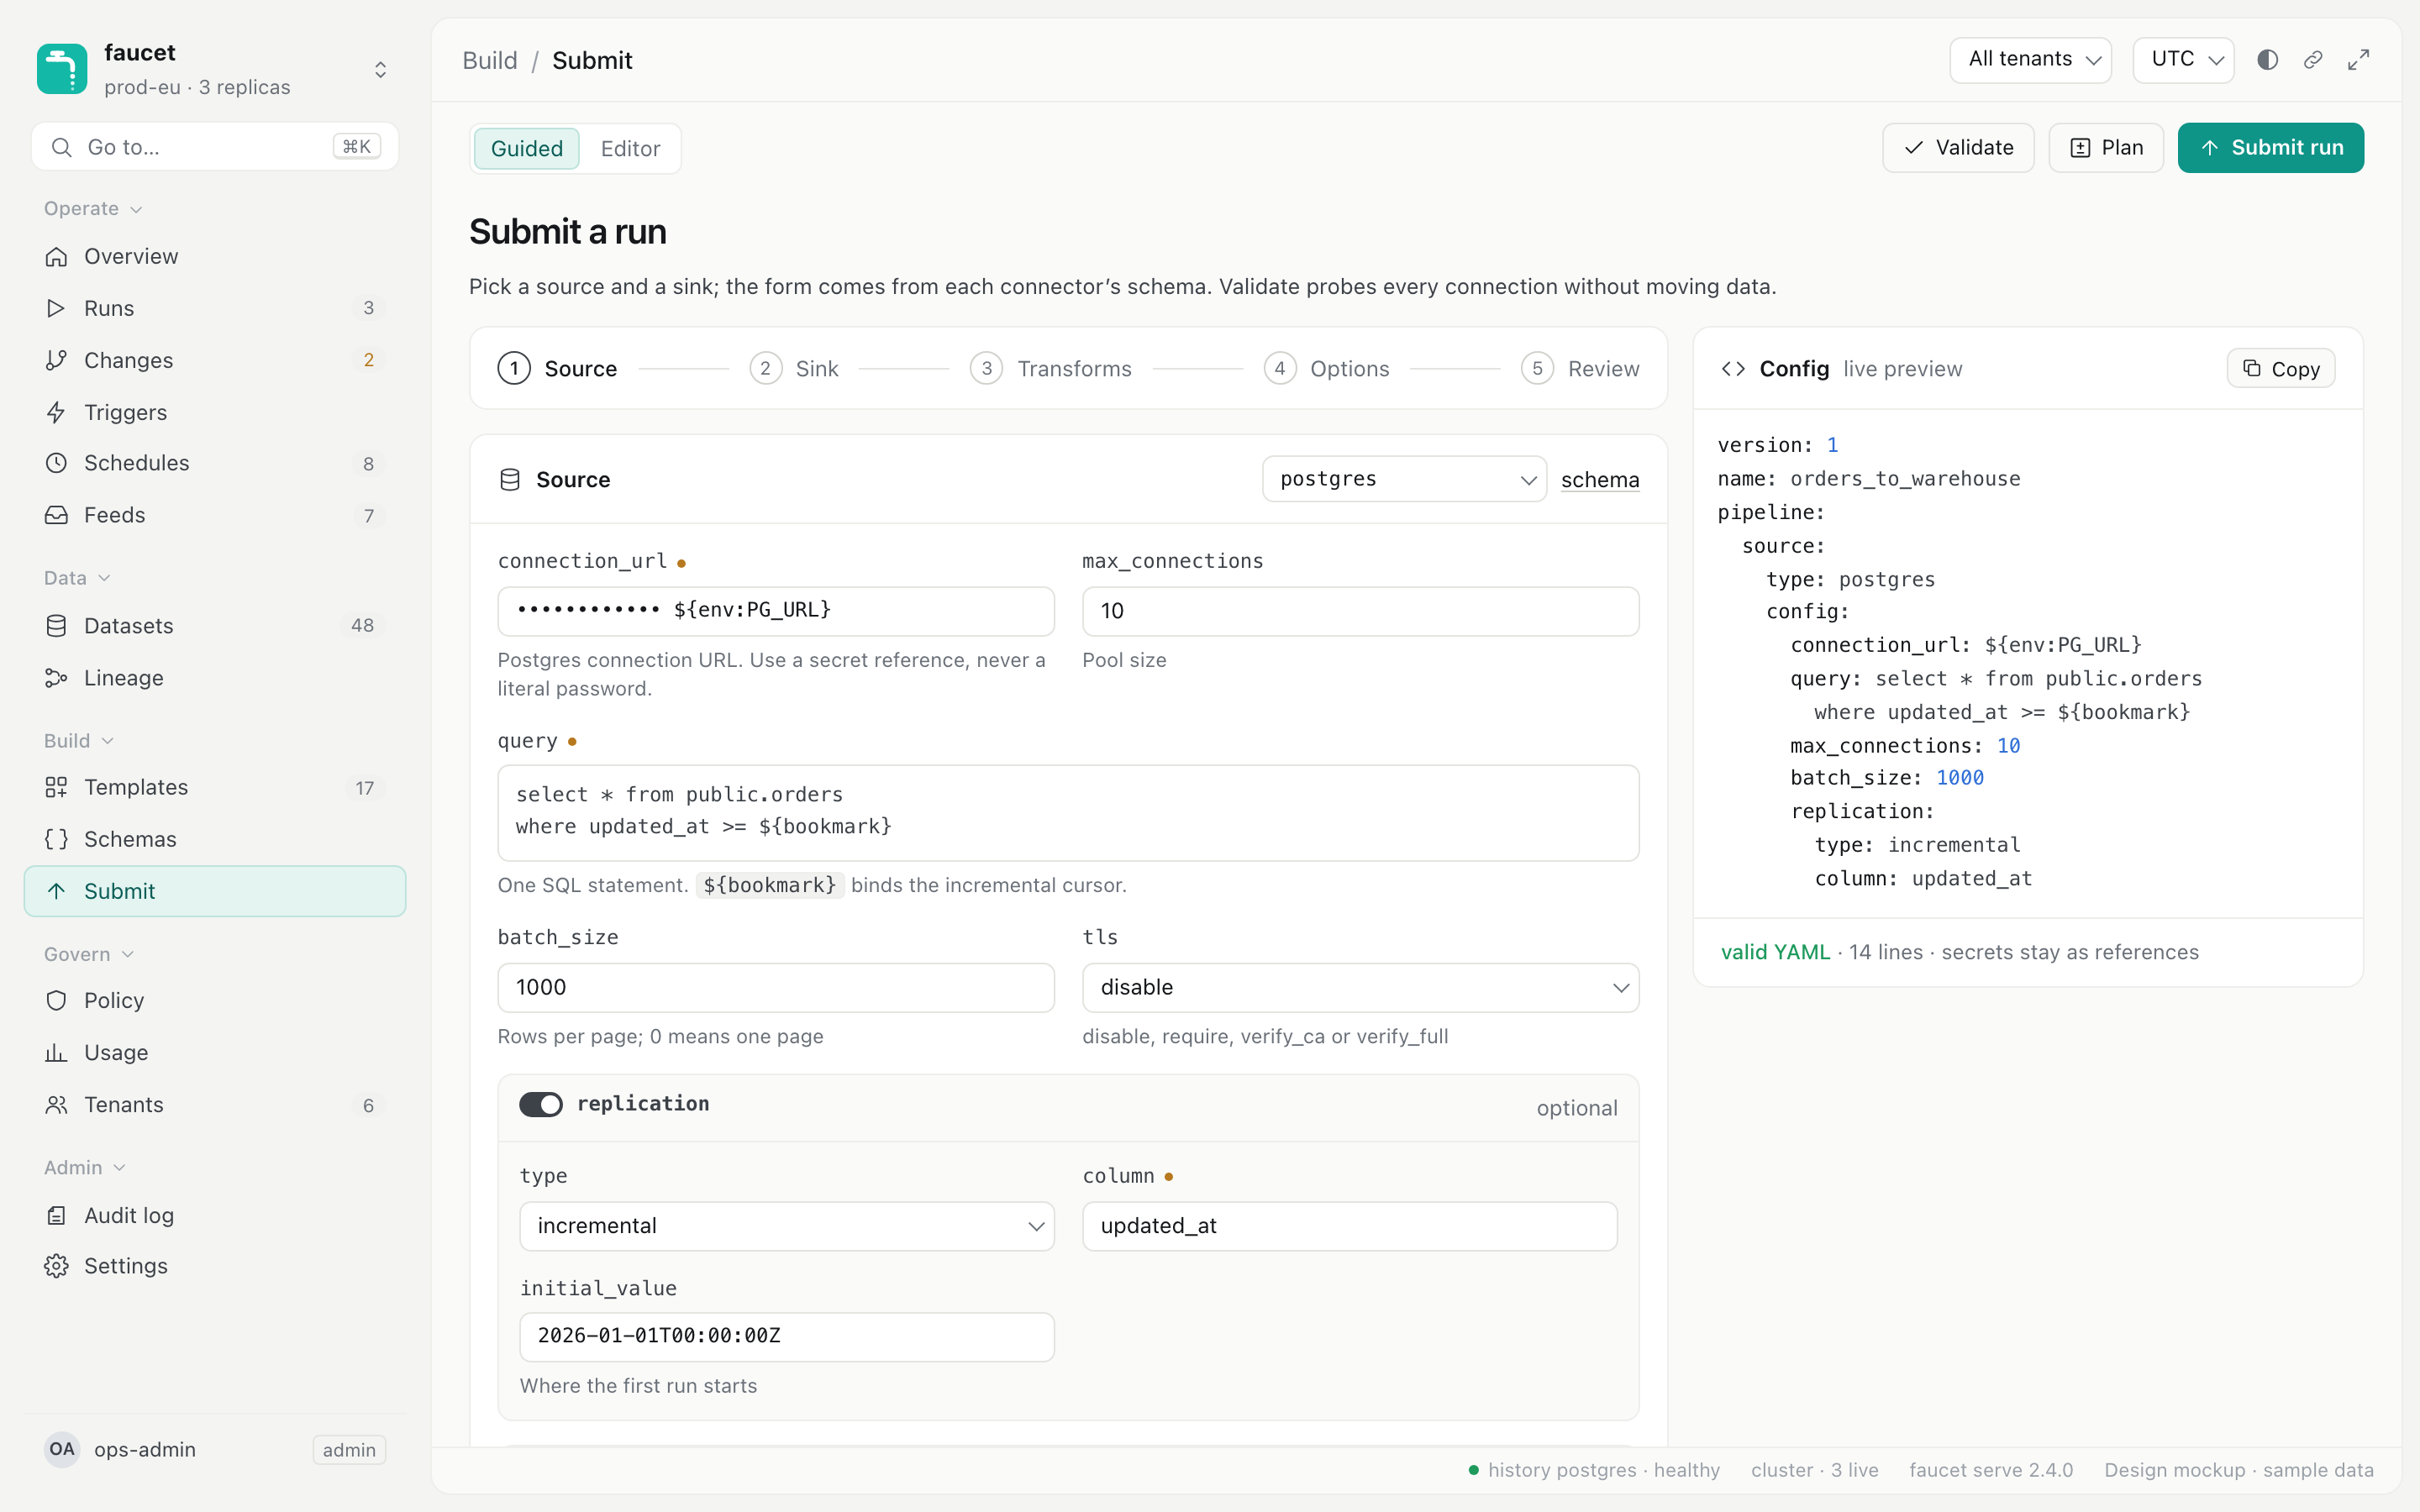 faucet
prod-eu · 3 replicas
Go to...
⌘K
Operate
Overview
Runs 3
Changes 2
Triggers
Schedules 8
Feeds 7
Data
Datasets 48
Lineage
Build
Templates 17
Schemas
Submit
Govern
Policy
Usage
Tenants 6
Admin
Audit log
Settings
OA ops-admin admin
Build / Submit
All tenants
UTC
Guided Editor
Validate Plan Submit run
Submit a run
Pick a source and a sink; the form comes from each connector’s schema. Validate probes every connection without moving data.
1 Source 2 Sink 3 Transforms 4 Options 5 Review
Source postgres schema
connection_url max_connections
•••••••••••• ${env:PG_URL} 10
Postgres connection URL. Use a secret reference, never a Pool size
literal password.
query
select * from public.orders
where updated_at >= ${bookmark}
One SQL statement. ${bookmark} binds the incremental cursor.
batch_size tls
1000 disable
Rows per page; 0 means one page disable, require, verify_ca or verify_full
replication optional
type column
incremental updated_at
initial_value
2026-01-01T00:00:00Z
Where the first run starts
Config live preview Copy
version: 1
name: orders_to_warehouse
pipeline:
source:
type: postgres
config:
connection_url: ${env:PG_URL}
query: select * from public.orders
where updated_at >= ${bookmark}
max_connections: 10
batch_size: 1000
replication:
type: incremental
column: updated_at
valid YAML · 14 lines · secrets stay as references
history postgres · healthy cluster · 3 live faucet serve 2.4.0 Design mockup · sample data